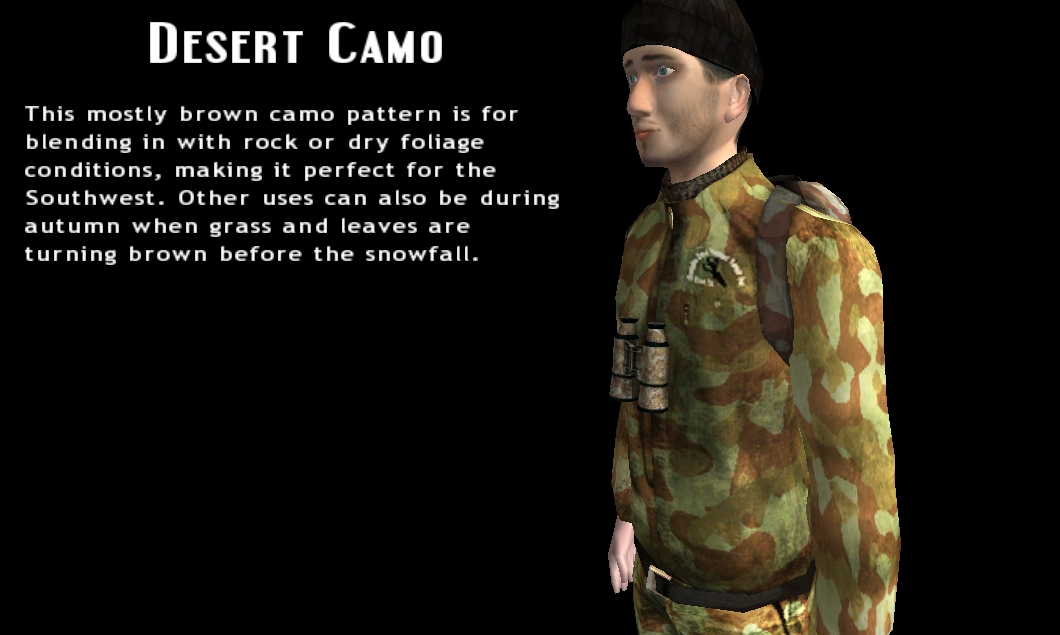 Desert Camo
This mostly brown camo pattern is for
blending in with rock or dry foliage
conditions, making it perfect for the
Southwest. Other uses can also be during
autumn when grass and leaves are
turning brown before the snowfall.